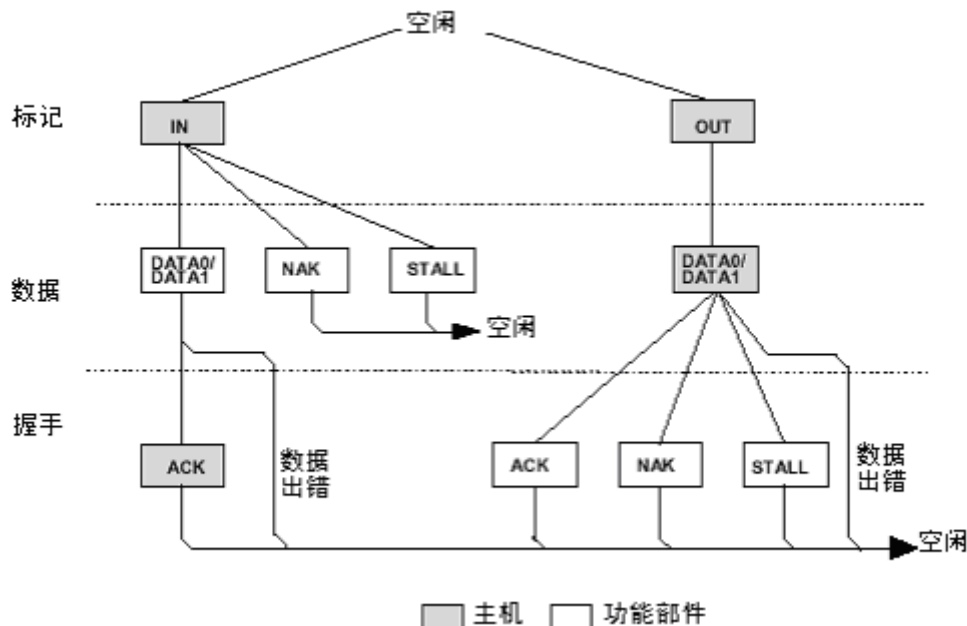 空闲
标记
IN
OUT
数据
DATA0/
DATA1
NAK
STALL
DATA0/
DATA1
空闲
握手
ACK
数据
出错
ACK
NAK
STALL
数据
出错
空闲
主机
功能部件